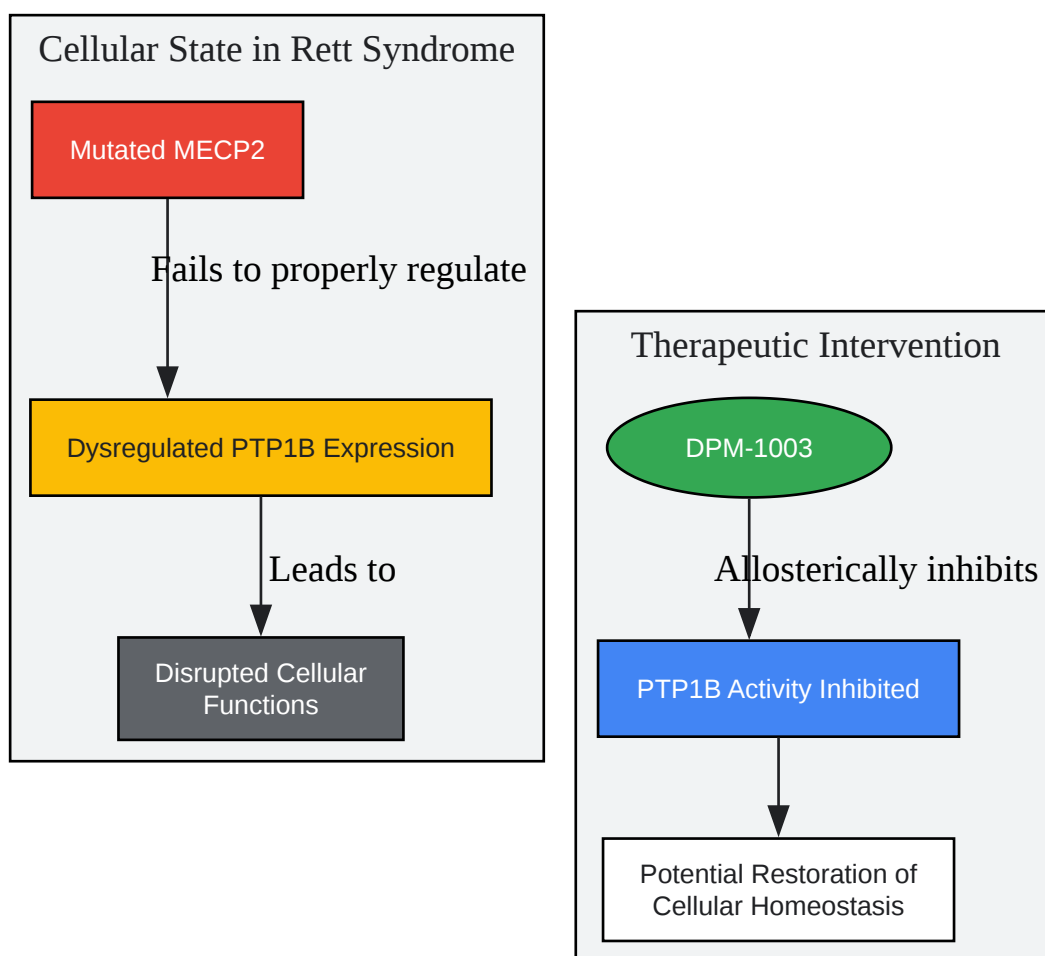 Cellular State in Rett Syndrome
Mutated MECP2
Fails to properly regulate
Dysregulated PTP1B Expression
Leads to
Disrupted Cellular
Functions
Therapeutic Intervention
DPM-1003
Allosterically inhibits
PTP1B Activity Inhibited
Potential Restoration of
Cellular Homeostasis